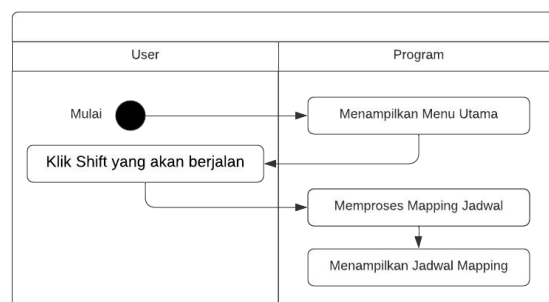 User
Program
Mulai
Menampilkan Menu Utama
Klik Shift yang akan berjalan
Memproses Mapping Jadwal
Menampilkan Jadwal Mapping